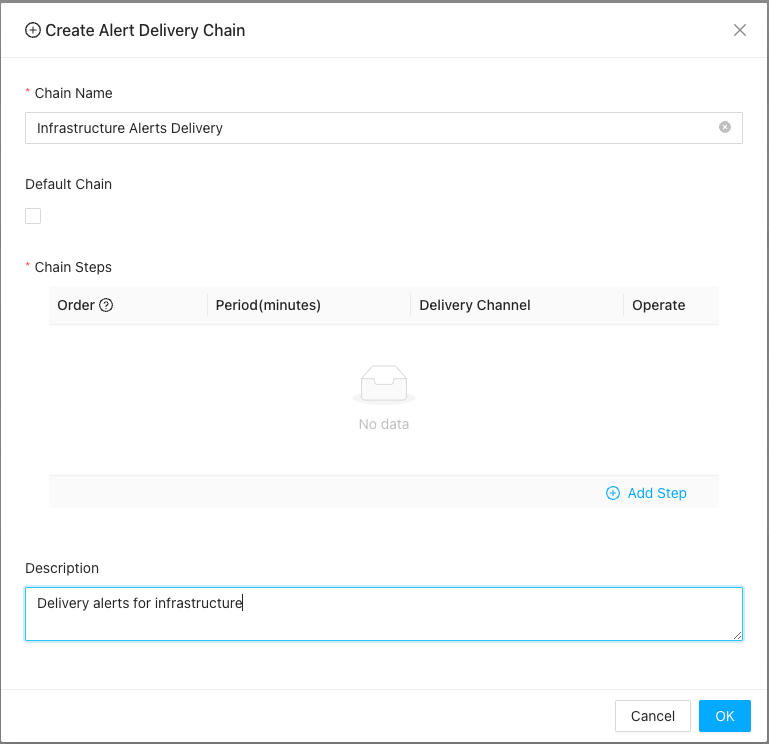 Create Alert Delivery Chain
* Chain Name
Infrastructure Alerts Delivery
Default Chain
* Chain Steps
Order ? Period(minutes) Delivery Channel Operate
No data
Add Step
Description
Delivery alerts for infrastructure
Cancel OK